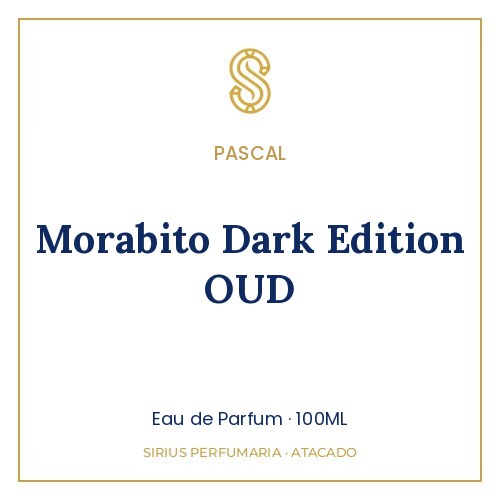 PASCAL
Morabito Dark Edition
OUD
Eau de Parfum · 100ML
SIRIUS PERFUMARIA · ATACADO